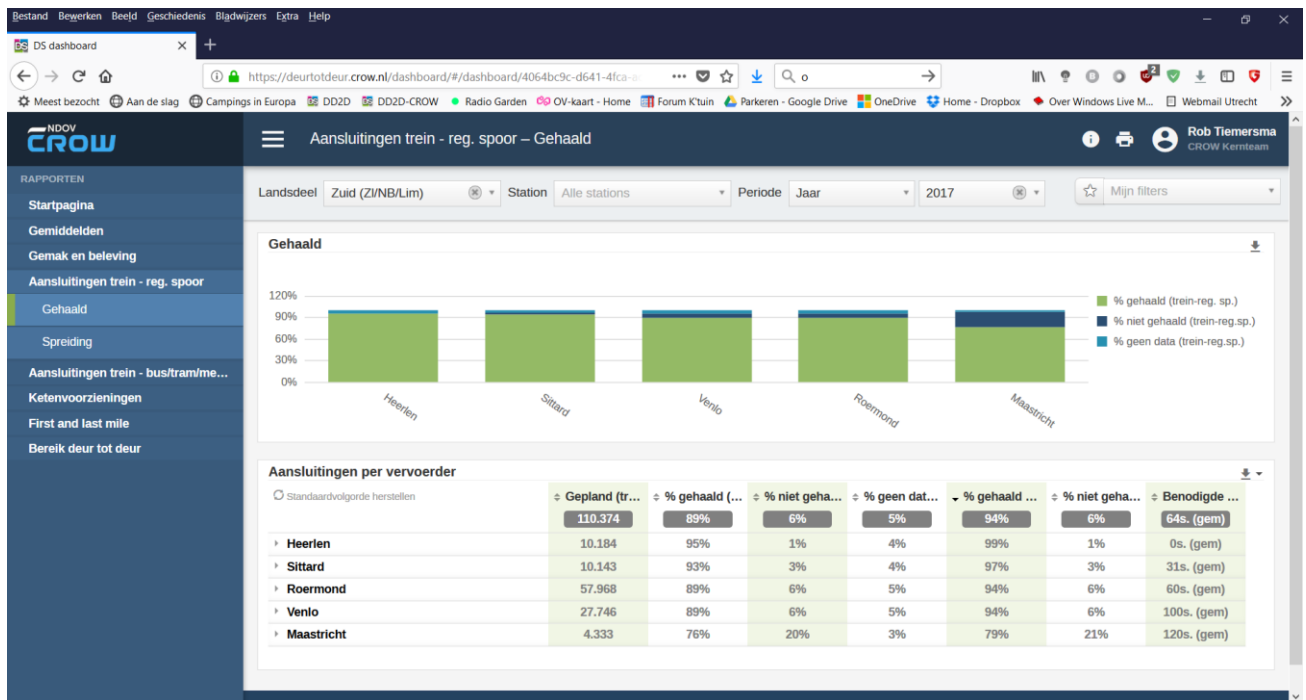 Bestand Bewerken Beeld Geschiedenis Bladwijzers Extra Help
DS dashboard
https://deurtotdeur.crow.nl/dashboard/#/dashboard/4064bc9c-d641-4fca-a
o
2
Meest bezocht Aan de slag Campings in Europa DD2D DD2D-CROW Radio Garden OV-kaart - Home Forum K'tuin Parkeren - Google Drive OneDrive Home - Dropbox Over Windows Live M... Webmail Utrecht
NDOV
CROW
Aansluitingen trein - reg. spoor – Gehaald
Rob Tiemersma
CROW Kernteam
RAPPORTEN
Startpagina
Gemiddelden
Gemak en beleving
Aansluitingen trein - reg. spoor
Gehaald
Spreiding
Aansluitingen trein - bus/tram/me...
Ketenvoorzieningen
First and last mile
Bereik deur tot deur
Landsdeel Zuid (Zl/NB/Lim) Station Alle stations Periode Jaar 2017 Mijn filters
Gehaald
120%
90%
60%
30%
0%
Heerlen Sittard Venlo Roermond Maastricht
% gehaald (trein-reg. sp.)
% niet gehaald (trein-reg.sp.)
% geen data (trein-reg.sp.)
Aansluitingen per vervoerder
Standaardvolgorde herstellen Gepland (tr... % gehaald (... % niet geha... % geen dat... % gehaald ... % niet geha... Benodigde ...
110.374 89% 6% 5% 94% 6% 64s. (gem)
Heerlen 10.184 95% 1% 4% 99% 1% 0s. (gem)
Sittard 10.143 93% 3% 4% 97% 3% 31s. (gem)
Roermond 57.968 89% 6% 5% 94% 6% 60s. (gem)
Venlo 27.746 89% 6% 5% 94% 6% 100s. (gem)
Maastricht 4.333 76% 20% 3% 79% 21% 120s. (gem)